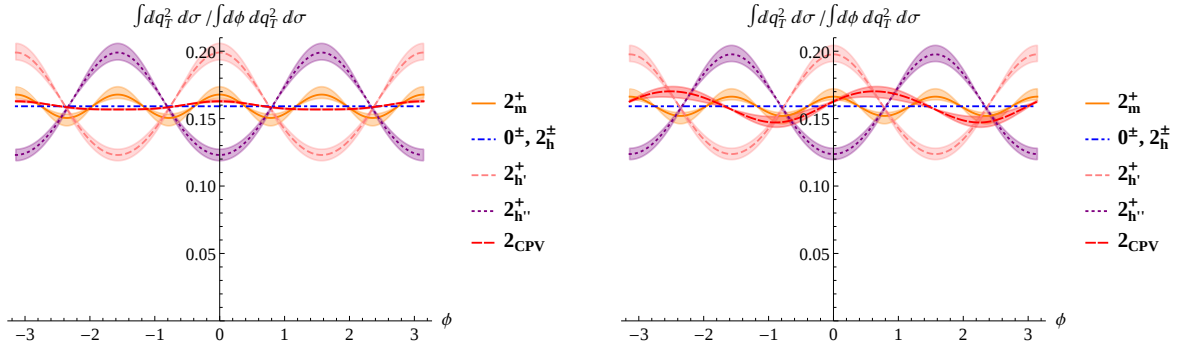 ∫dq_T^2 dσ / ∫dϕ dq_T^2 dσ
0.20
0.15
0.10
0.05
−3 −2 −1 0 1 2 3 ϕ
2_m^+
0^±, 2_h^±
2_h'^+
2_h''^+
2_CPV
∫dq_T^2 dσ / ∫dϕ dq_T^2 dσ
0.20
0.15
0.10
0.05
−3 −2 −1 0 1 2 3 ϕ
2_m^+
0^±, 2_h^±
2_h'^+
2_h''^+
2_CPV